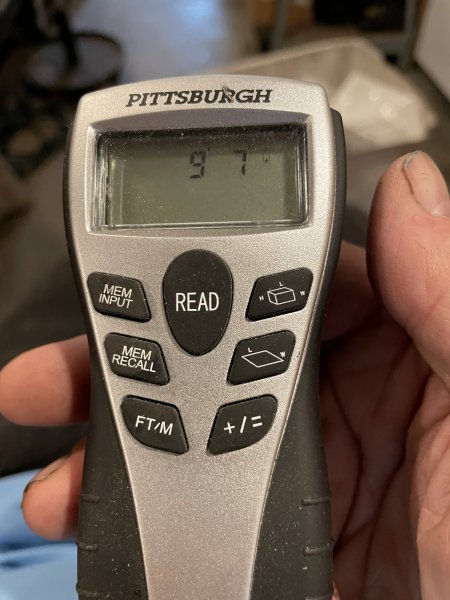 PITTSBURGH
9' 7"
MEM
INPUT
READ
H L W
MEM
RECALL
L W
FT/M
+/=